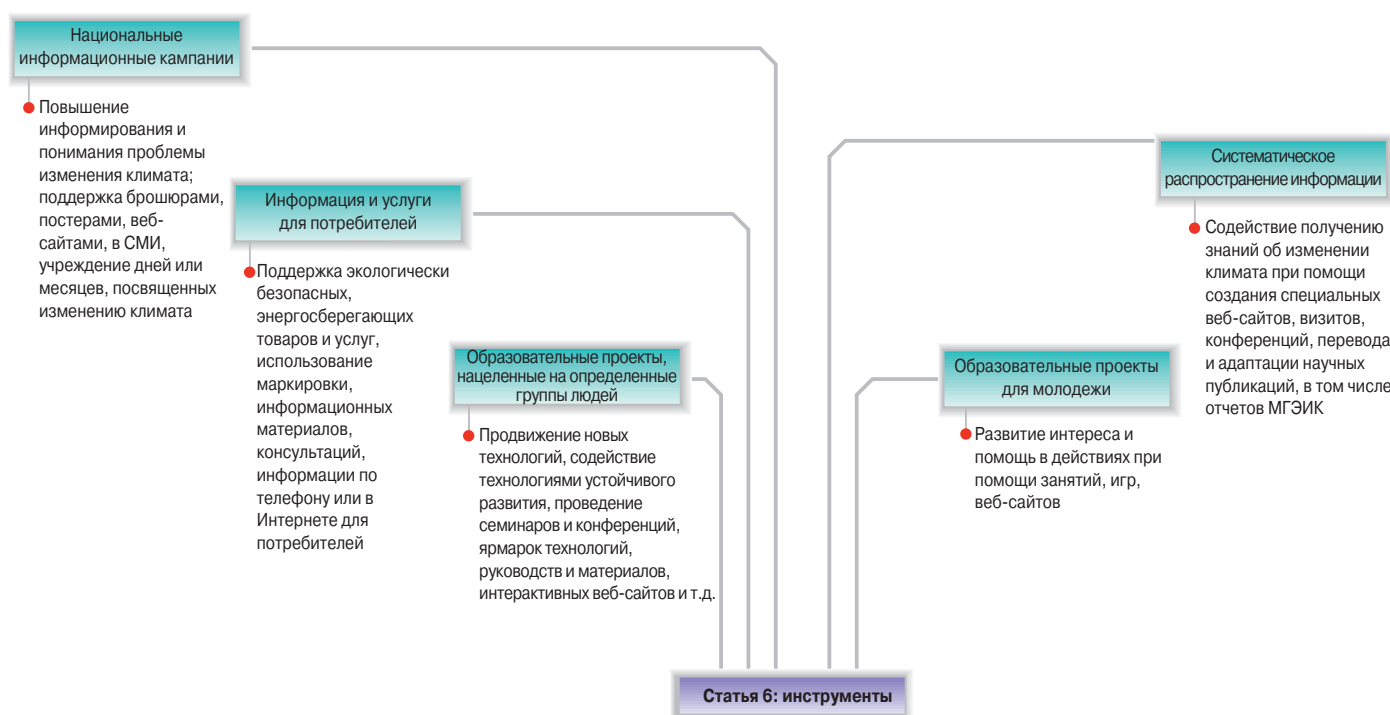 Национальные
информационные кампании
Повышение
информирования и
понимания проблемы
изменения климата;
поддержка брошюрами,
постерами, веб-
сайтами, в СМИ,
учреждение дней или
месяцев, посвященных
изменению климата
Информация и услуги
для потребителей
Поддержка экологически
безопасных,
энергосберегающих
товаров и услуг,
использование
маркировки,
информационных
материалов,
консультаций,
информации по
телефону или в
Интернете для
потребителей
Образовательные проекты,
нацеленные на определенные
группы людей
Продвижение новых
технологий, содействие
технологиями устойчивого
развития, проведение
семинаров и конференций,
ярмарок технологий,
руководств и материалов,
интерактивных веб-сайтов и т.д.
Образовательные проекты
для молодежи
Развитие интереса и
помощь в действиях при
помощи занятий, игр,
веб-сайтов
Систематическое
распространение информации
Содействие получению
знаний об изменении
климата при помощи
создания специальных
веб-сайтов, визитов,
конференций, перевода
и адаптации научных
публикаций, в том числе
отчетов МГЭИК
Статья 6: инструменты